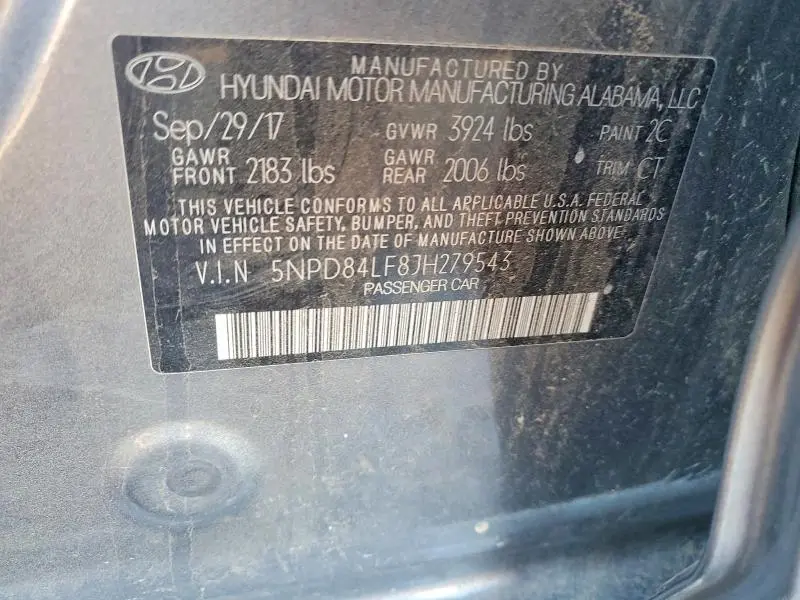 MANUFACTURED BY
HYUNDAI MOTOR MANUFACTURING ALABAMA, LLC
Sep/29/17 GVWR 3924 lbs PAINT 2C
GAWR FRONT 2183 lbs GAWR REAR 2006 lbs TRIM CT
THIS VEHICLE CONFORMS TO ALL APPLICABLE U.S.A. FEDERAL
MOTOR VEHICLE SAFETY, BUMPER, AND THEFT PREVENTION STANDARDS
IN EFFECT ON THE DATE OF MANUFACTURE SHOWN ABOVE.
V.I.N 5NPD84LF8JH279543
PASSENGER CAR